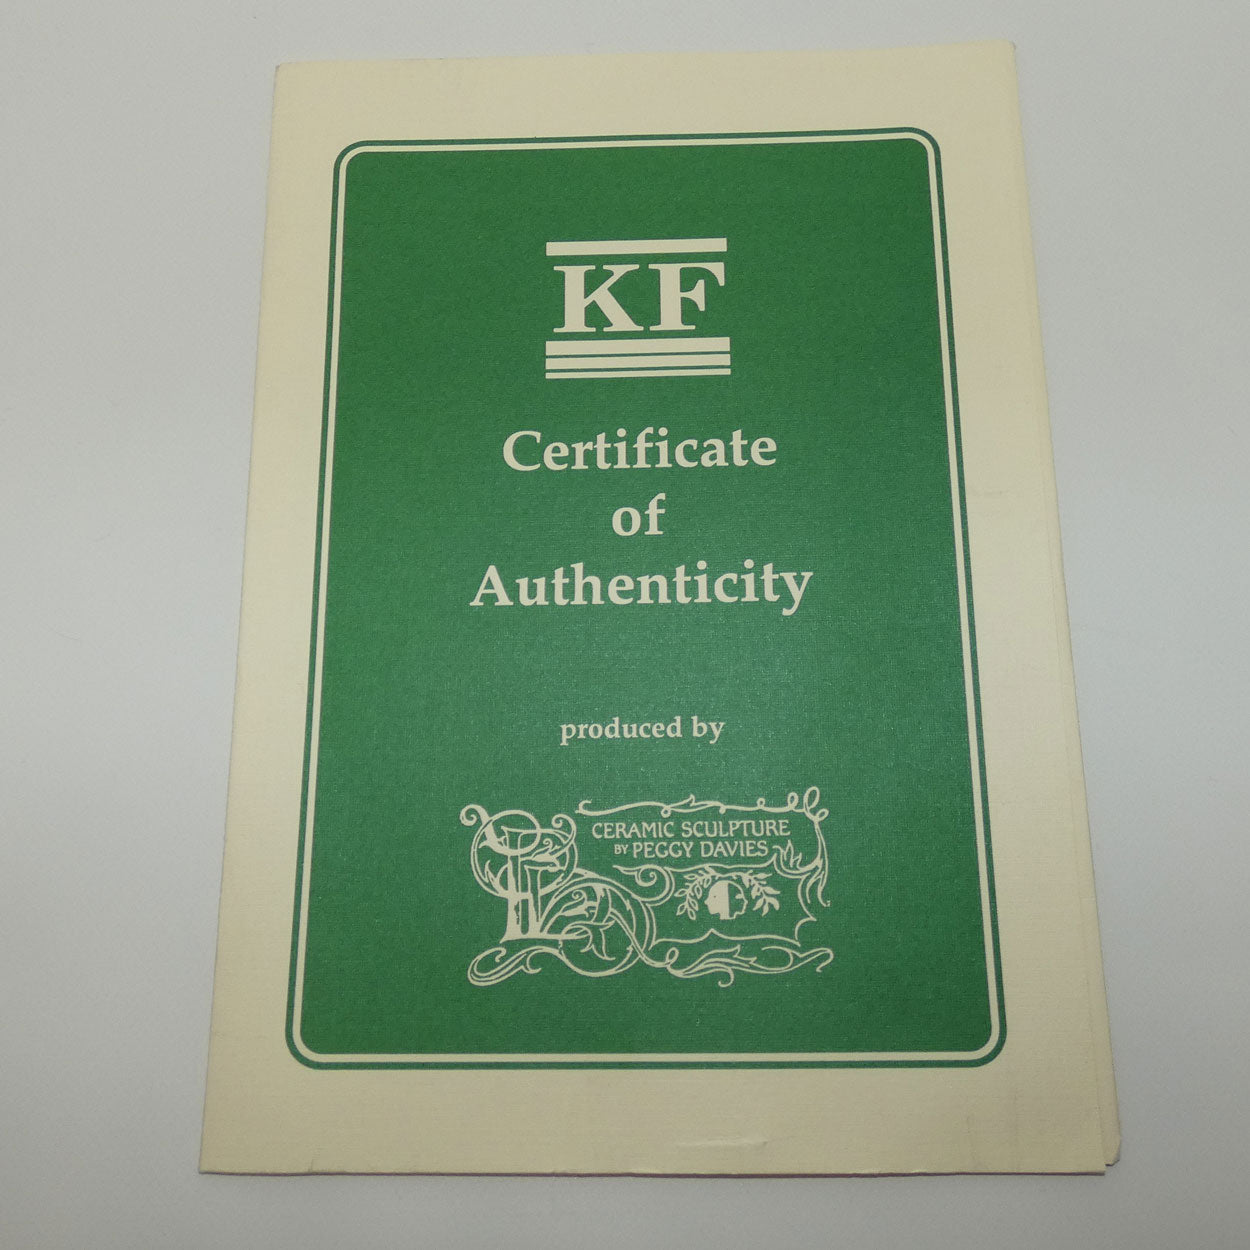 KF
Certificate
of
Authenticity
produced by
CERAMIC SCULPTURE
BY PEGGY DAVIES